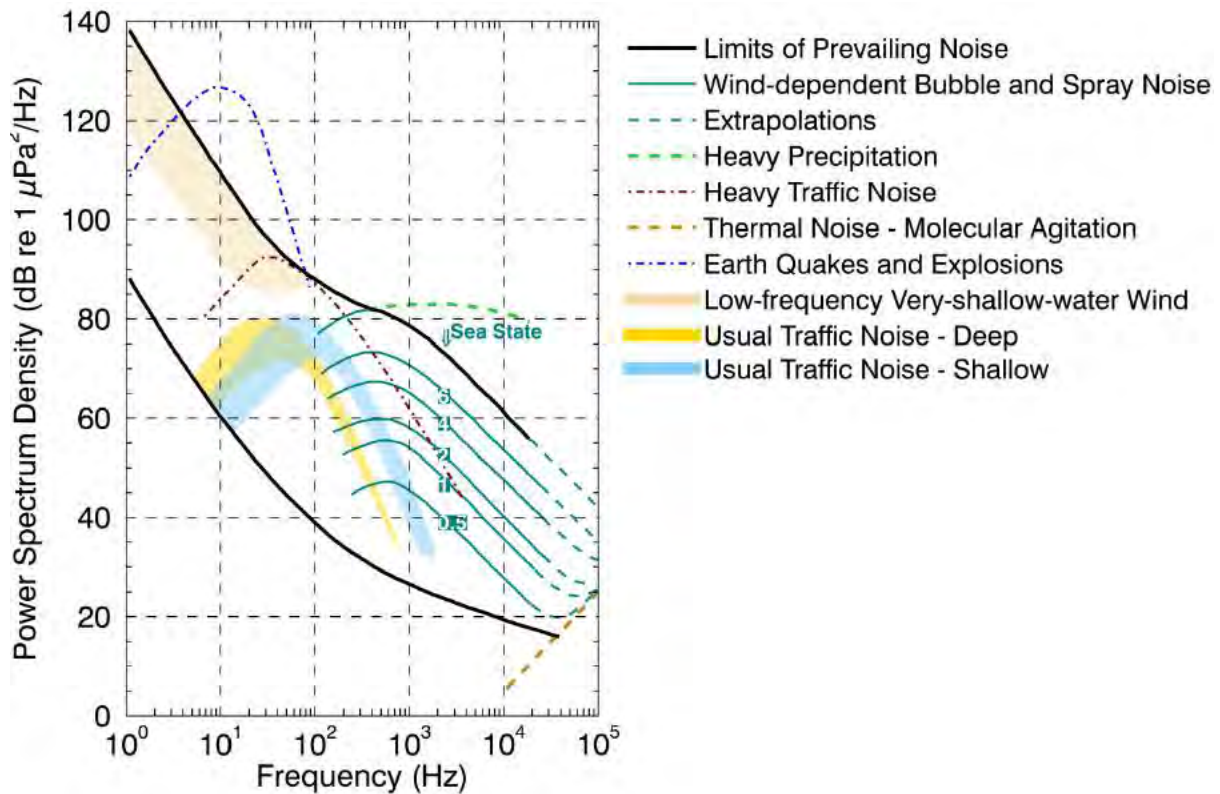 Power Spectrum Density (dB re 1 µPa²/Hz)
140
120
100
80
60
40
20
0
10⁰
10¹
10²
10³
10⁴
10⁵
Frequency (Hz)
⇓Sea State
6
4
2
1
0.5
Limits of Prevailing Noise
Wind-dependent Bubble and Spray Noise
Extrapolations
Heavy Precipitation
Heavy Traffic Noise
Thermal Noise - Molecular Agitation
Earth Quakes and Explosions
Low-frequency Very-shallow-water Wind
Usual Traffic Noise - Deep
Usual Traffic Noise - Shallow